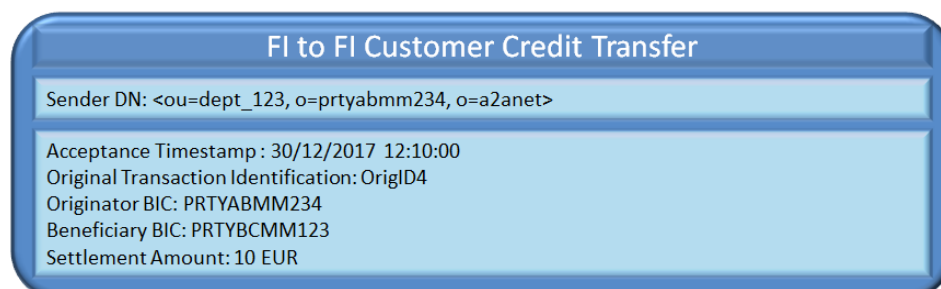 FI to FI Customer Credit Transfer
Sender DN: <ou=dept_123, o=prtyabmm234, o=a2anet>
Acceptance Timestamp : 30/12/2017 12:10:00
Original Transaction Identification: OrigID4
Originator BIC: PRTYABMM234
Beneficiary BIC: PRTYBCMM123
Settlement Amount: 10 EUR